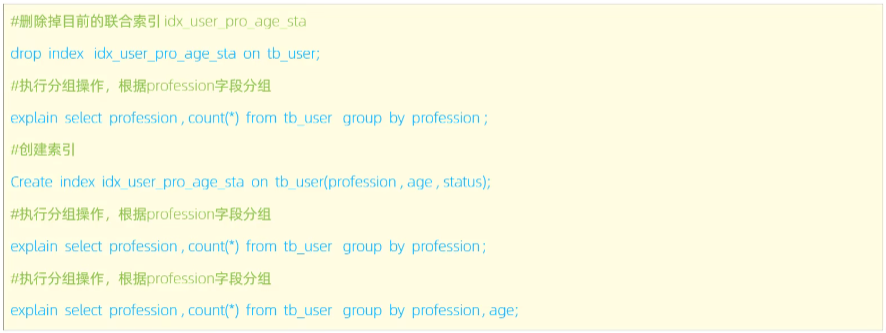 #删除掉目前的联合索引 idx_user_pro_age_sta
drop index idx_user_pro_age_sta on tb_user;
#执行分组操作，根据profession字段分组
explain select profession , count(*) from tb_user group by profession ;
#创建索引
Create index idx_user_pro_age_sta on tb_user(profession , age , status);
#执行分组操作，根据profession字段分组
explain select profession , count(*) from tb_user group by profession ;
#执行分组操作，根据profession字段分组
explain select profession , count(*) from tb_user group by profession , age;